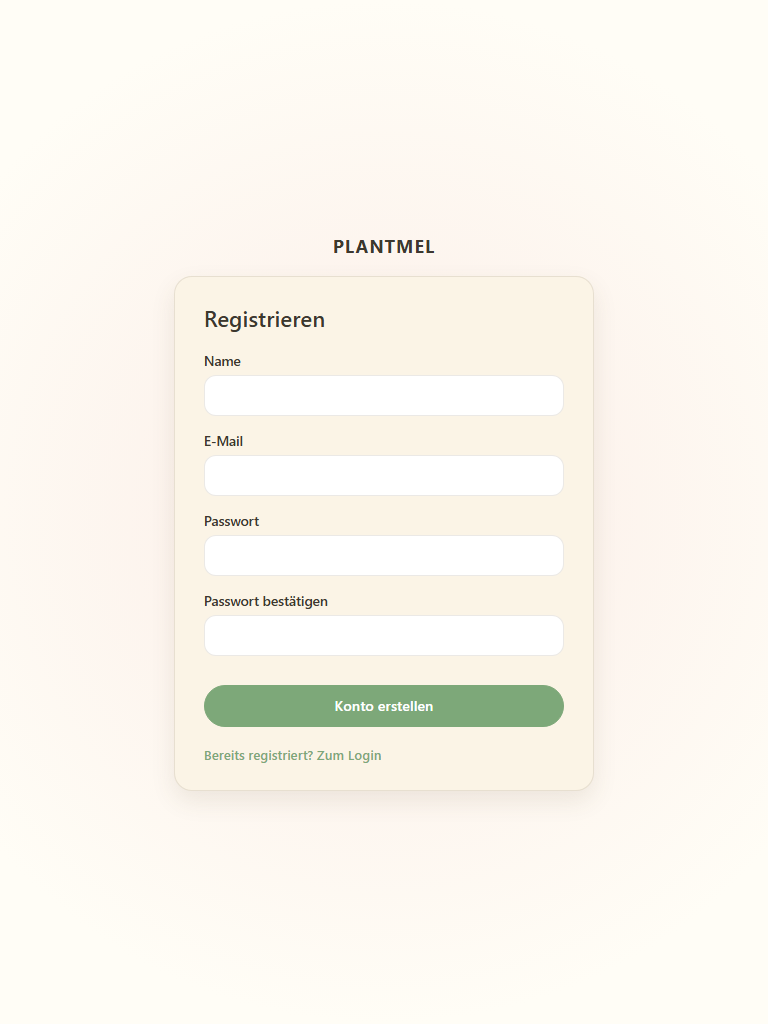 PLANTMEL
Registrieren
Name
E-Mail
Passwort
Passwort bestätigen
Konto erstellen
Bereits registriert? Zum Login